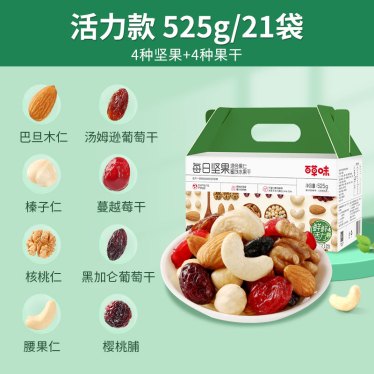 活力款 525g/21袋
4种坚果+4种果干
巴旦木仁
汤姆逊葡萄干
榛子仁
蔓越莓干
核桃仁
黑加仑葡萄干
腰果仁
樱桃脯
每日坚果
百草味
525g